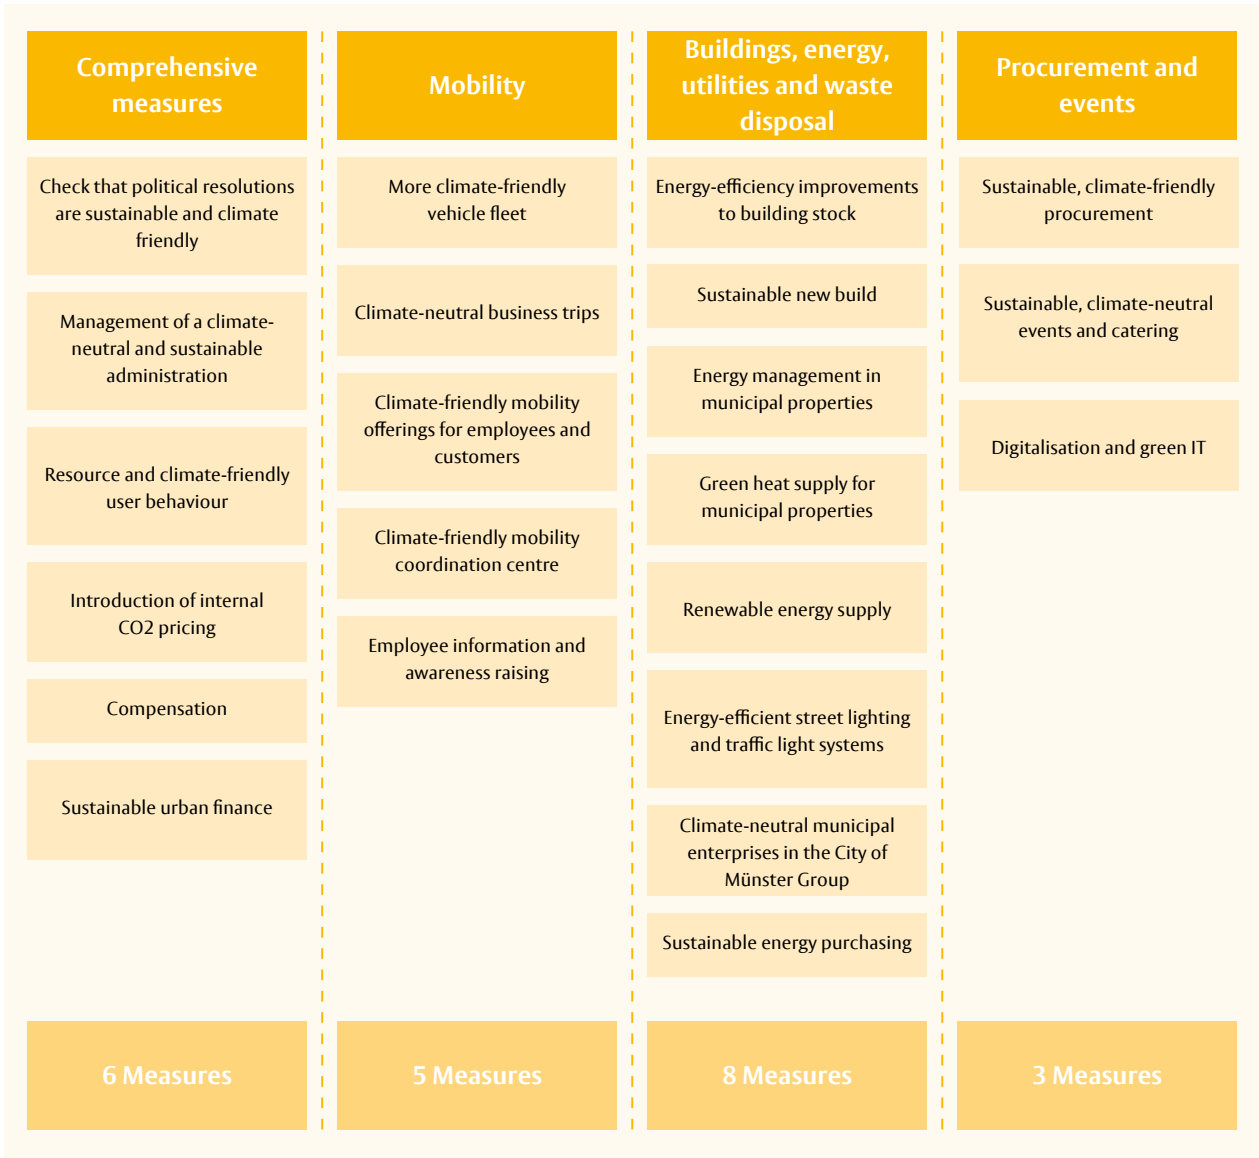 Comprehensive
measures
Check that political resolutions
are sustainable and climate
friendly
Management of a climate-
neutral and sustainable
administration
Resource and climate-friendly
user behaviour
Introduction of internal
CO2 pricing
Compensation
Sustainable urban finance
6 Measures
Mobility
More climate-friendly
vehicle fleet
Climate-neutral business trips
Climate-friendly mobility
offerings for employees and
customers
Climate-friendly mobility
coordination centre
Employee information and
awareness raising
5 Measures
Buildings, energy,
utilities and waste
disposal
Energy-efficiency improvements
to building stock
Sustainable new build
Energy management in
municipal properties
Green heat supply for
municipal properties
Renewable energy supply
Energy-efficient street lighting
and traffic light systems
Climate-neutral municipal
enterprises in the City of
Münster Group
Sustainable energy purchasing
8 Measures
Procurement and
events
Sustainable, climate-friendly
procurement
Sustainable, climate-neutral
events and catering
Digitalisation and green IT
3 Measures